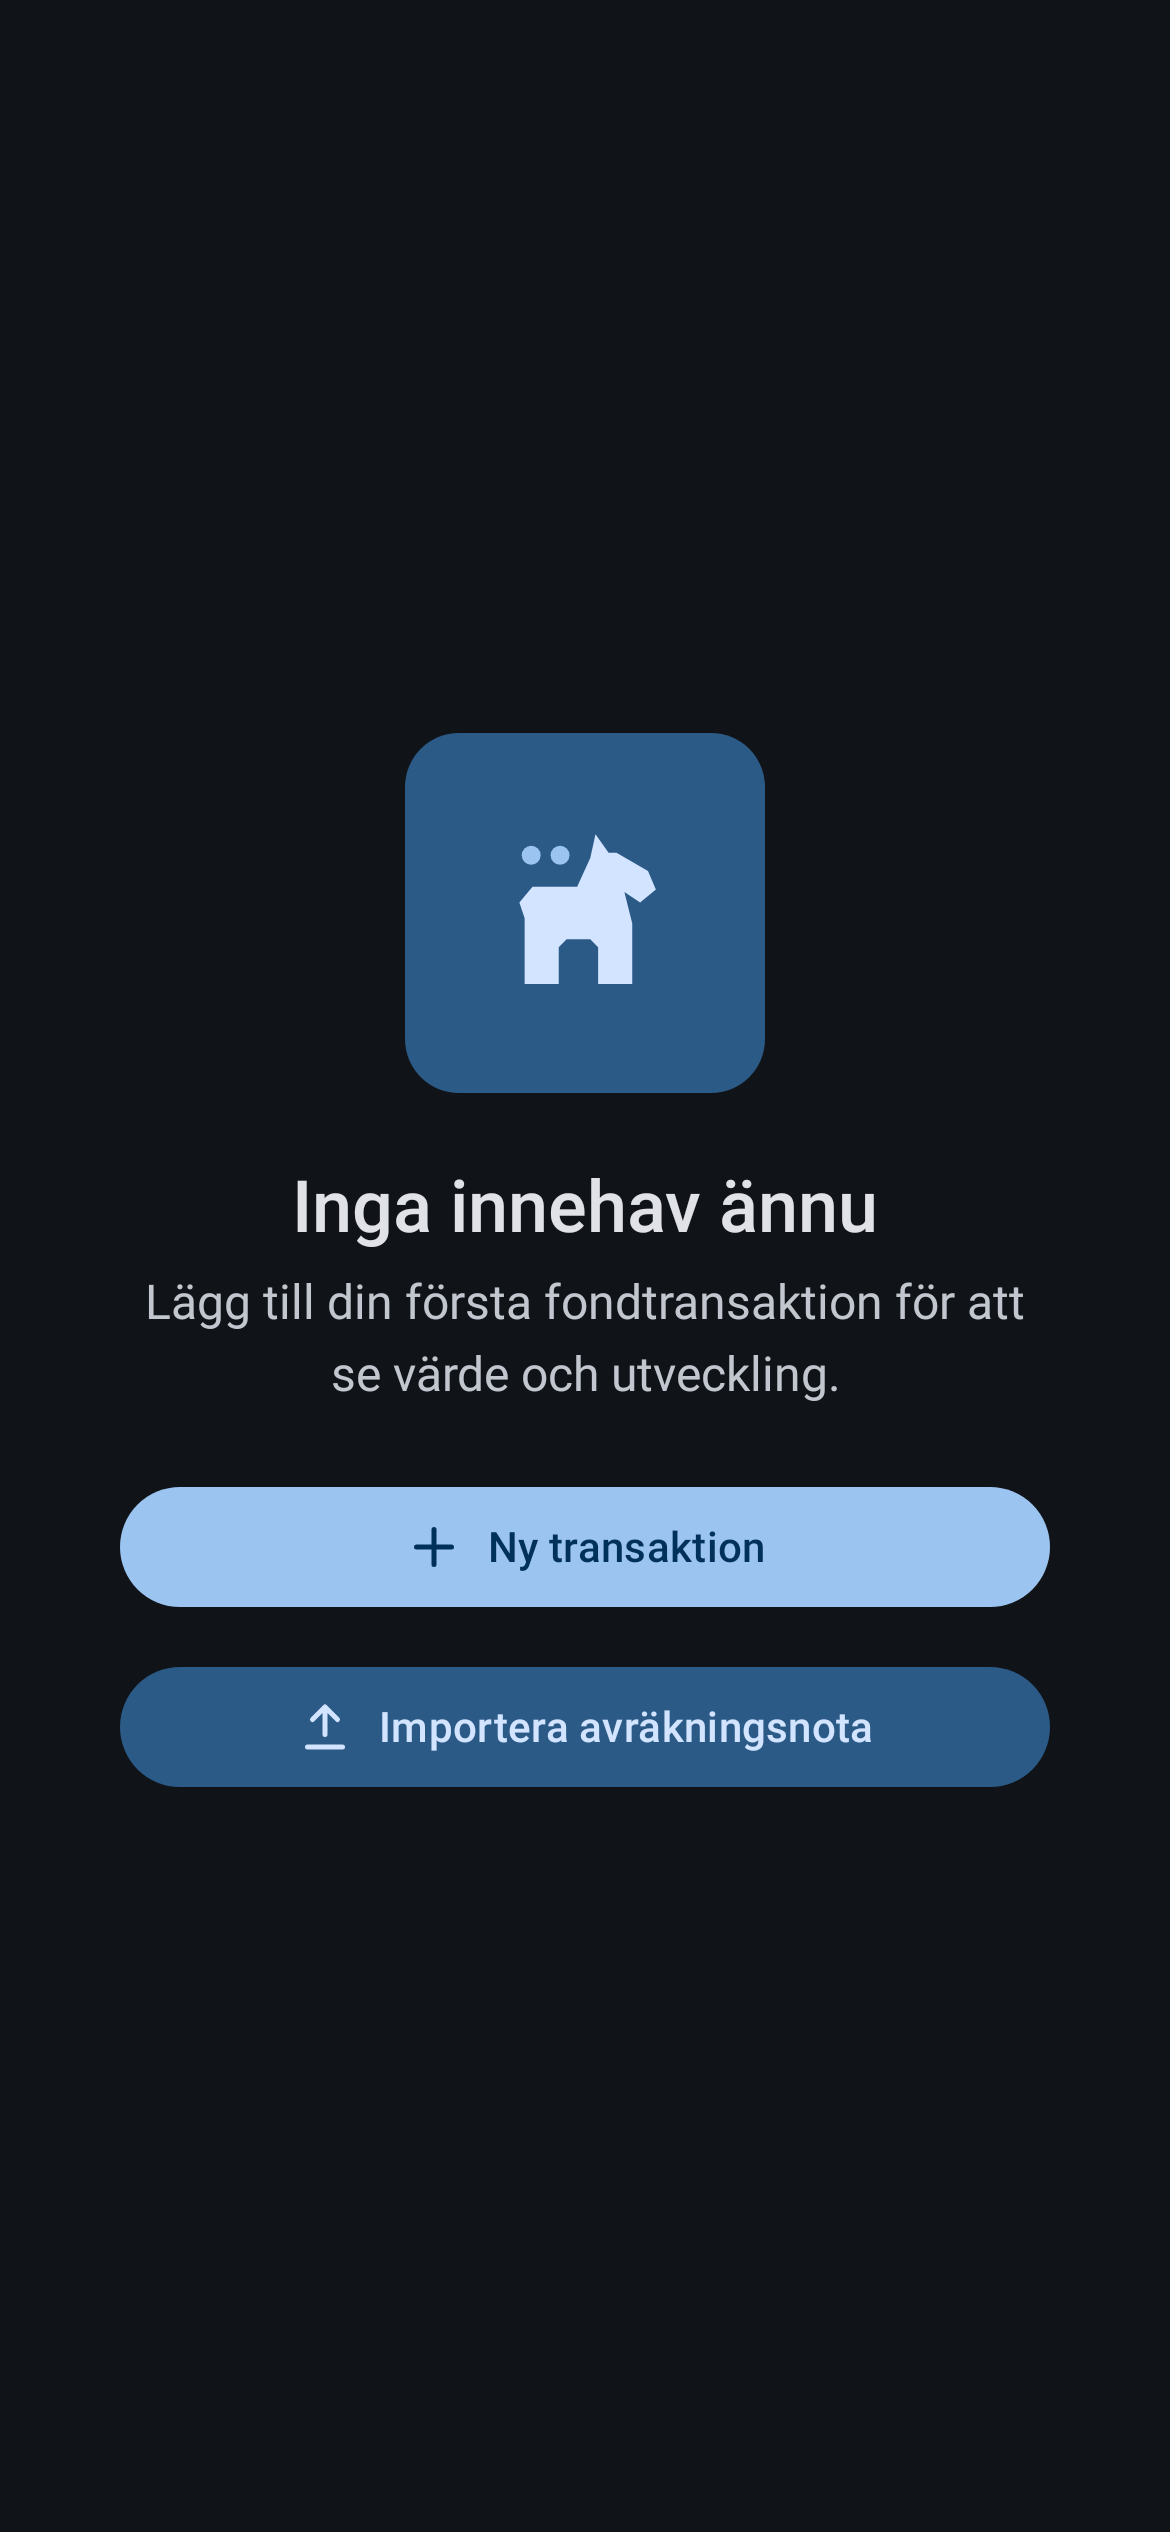 Inga innehav ännu
Lägg till din första fondtransaktion för att
se värde och utveckling.
Ny transaktion
Importera avräkningsnota